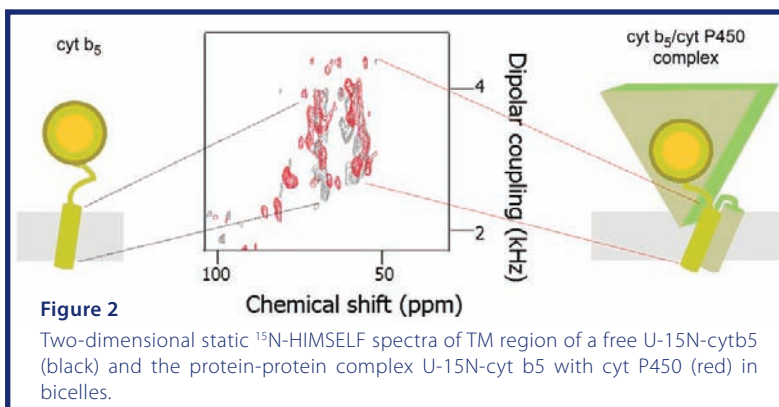 cyt b₅
cyt b₅/cyt P450
complex
4
2
Dipolar coupling (kHz)
100
50
Chemical shift (ppm)
Figure 2
Two-dimensional static ¹⁵N-HIMSELF spectra of TM region of a free U-15N-cytb5
(black) and the protein-protein complex U-15N-cyt b5 with cyt P450 (red) in
bicelles.